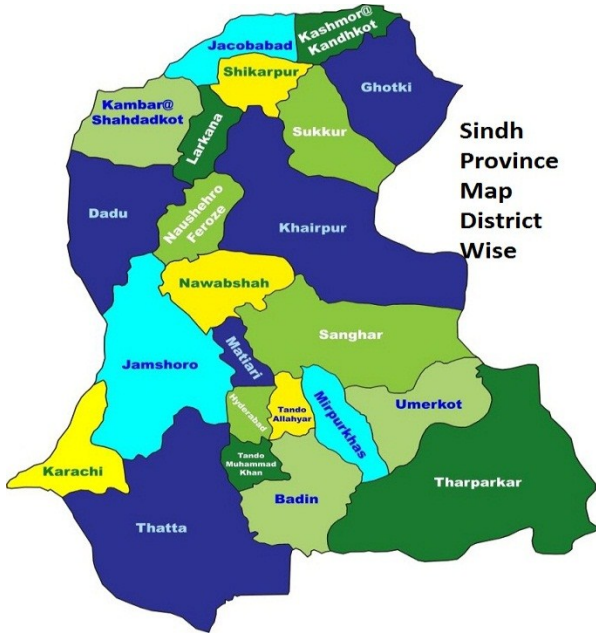 Kashmor@
Kandhkot
Jacobabad
Shikarpur
Ghotki
Kambar@
Shahdadkot
Larkana
Sukkur
Sindh
Province
Map
District
Wise
Dadu
Naushehro
Feroze
Khairpur
Nawabshah
Sanghar
Matiari
Jamshoro
Hyderabad
Tando
Allahyar
Mirpurkhas
Umerkot
Karachi
Tando
Muhammad
Khan
Tharparkar
Badin
Thatta